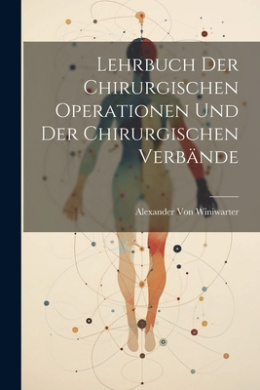 Lehrbuch Der
Chirurgischen
Operationen Und
Der Chirurgischen
Verbände
Alexander Von Winiwarter